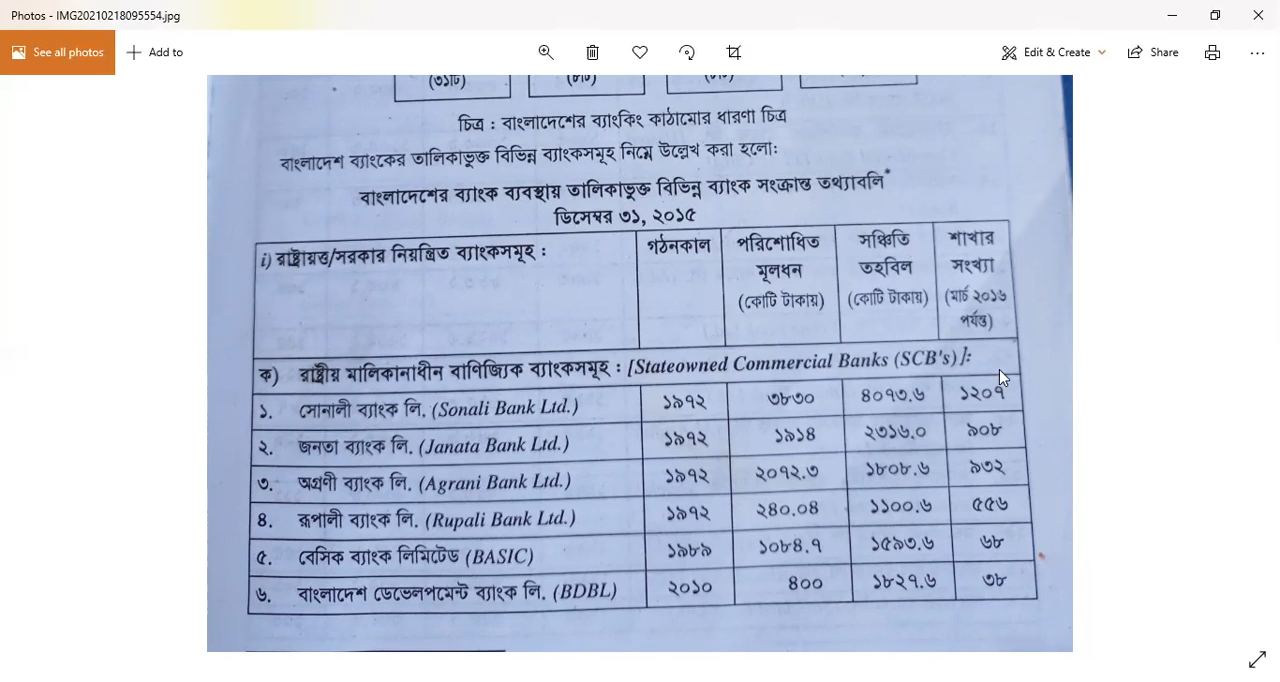 Photos - IMG20210218095554.jpg
See all photos
Add to
Edit & Create
Share
(৩১টি)
(৮টি)
চিত্র : বাংলাদেশের ব্যাংকিং কাঠামোর ধারণা চিত্র
বাংলাদেশ ব্যাংকের তালিকাভুক্ত বিভিন্ন ব্যাংকসমূহ নিম্নে উল্লেখ করা হলো:
বাংলাদেশের ব্যাংক ব্যবস্থায় তালিকাভুক্ত বিভিন্ন ব্যাংক সংক্রান্ত তথ্যাবলি*
ডিসেম্বর ৩১, ২০১৫
i) রাষ্ট্রায়ত্ত/সরকার নিয়ন্ত্রিত ব্যাংকসমূহ : গঠনকাল পরিশোধিত সঞ্চিতি শাখার
মূলধন তহবিল সংখ্যা
(কোটি টাকায়) (কোটি টাকায়) (মার্চ ২০১৬
পর্যন্ত)
ক) রাষ্ট্রীয় মালিকানাধীন বাণিজ্যিক ব্যাংকসমূহ : [Stateowned Commercial Banks (SCB's)]:
১. সোনালী ব্যাংক লি. (Sonali Bank Ltd.) ১৯৭২ ৩৮৩০ ৪০৭৩.৬ ১২০৭
২. জনতা ব্যাংক লি. (Janata Bank Ltd.) ১৯৭২ ১৯১৪ ২৩১৬.০ ৯০৮
৩. অগ্রণী ব্যাংক লি. (Agrani Bank Ltd.) ১৯৭২ ২০৭২.৩ ১৮০৮.৬ ৯৩২
৪. রূপালী ব্যাংক লি. (Rupali Bank Ltd.) ১৯৭২ ২৪০.০৪ ১১০০.৬ ৫৫৬
৫. বেসিক ব্যাংক লিমিটেড (BASIC) ১৯৮৯ ১০৮৪.৭ ১৫৯৩.৬ ৬৮
৬. বাংলাদেশ ডেভেলপমেন্ট ব্যাংক লি. (BDBL) ২০১০ ৪০০ ১৮২৭.৬ ৩৮